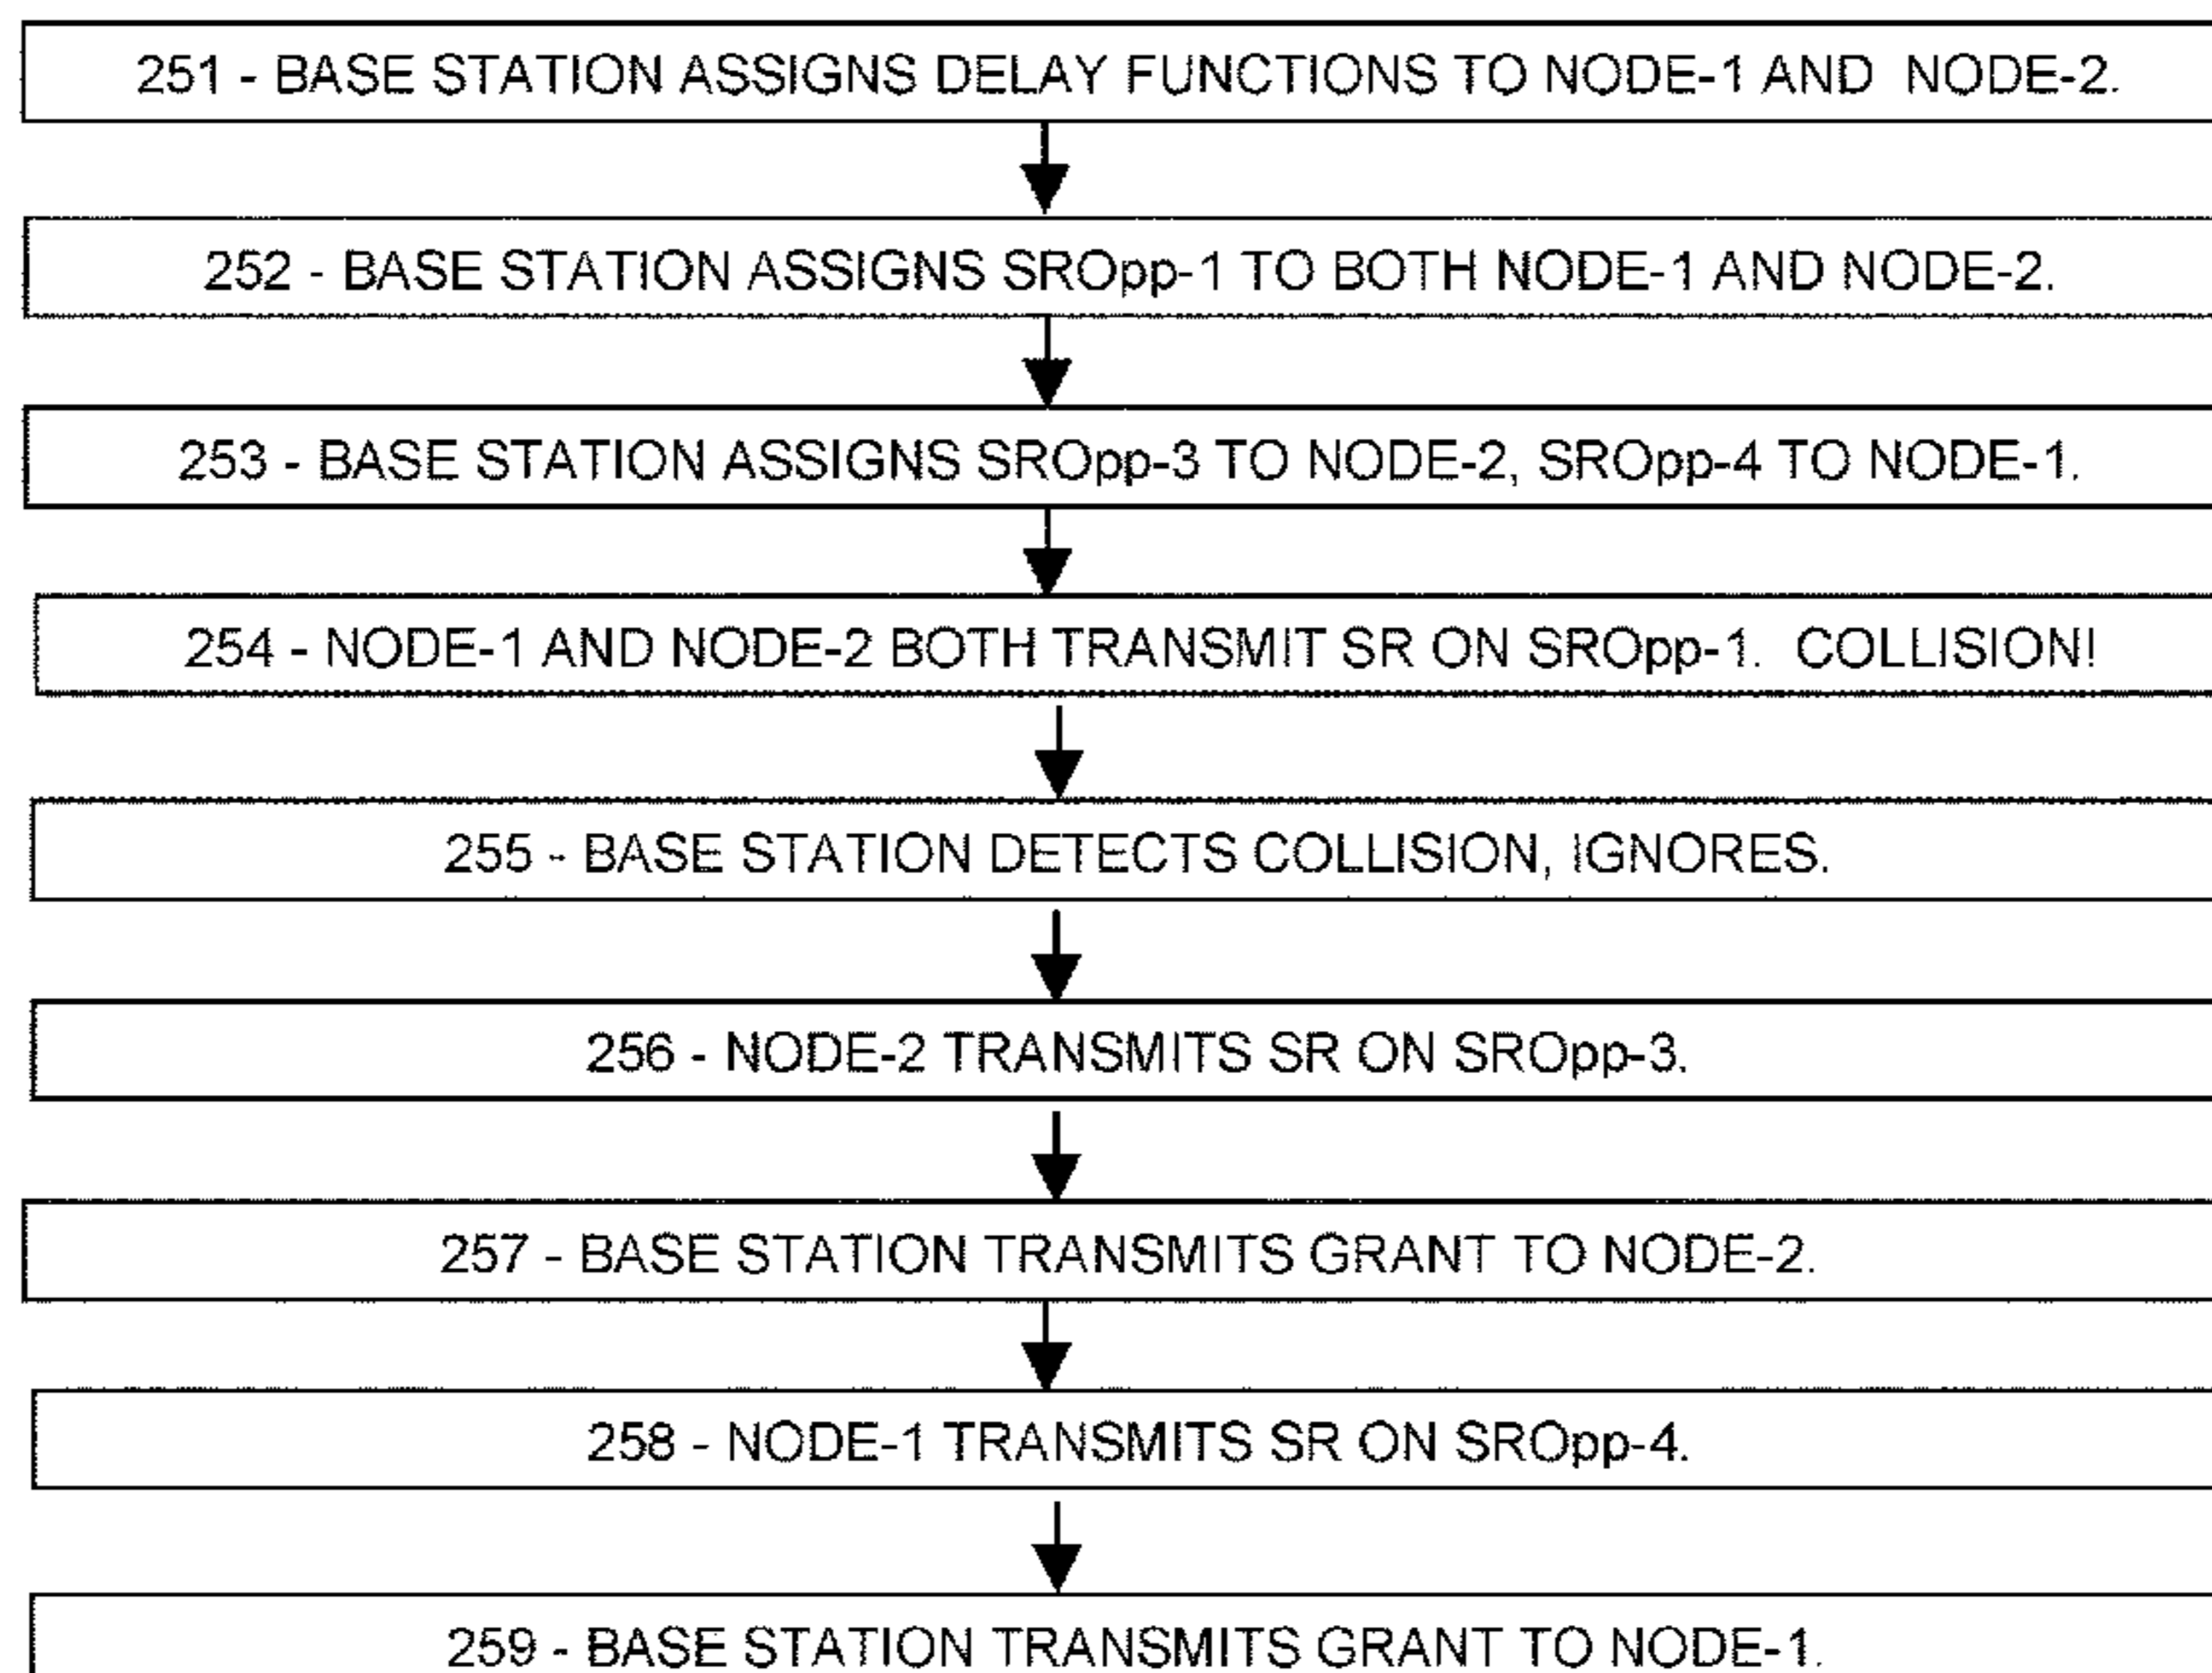 251 - BASE STATION ASSIGNS DELAY FUNCTIONS TO NODE-1 AND NODE-2.
252 - BASE STATION ASSIGNS SROpp-1 TO BOTH NODE-1 AND NODE-2.
253 - BASE STATION ASSIGNS SROpp-3 TO NODE-2, SROpp-4 TO NODE-1.
254 - NODE-1 AND NODE-2 BOTH TRANSMIT SR ON SROpp-1. COLLISION!
255 - BASE STATION DETECTS COLLISION, IGNORES.
256 - NODE-2 TRANSMITS SR ON SROpp-3.
257 - BASE STATION TRANSMITS GRANT TO NODE-2.
258 - NODE-1 TRANSMITS SR ON SROpp-4.
259 - BASE STATION TRANSMITS GRANT TO NODE-1.